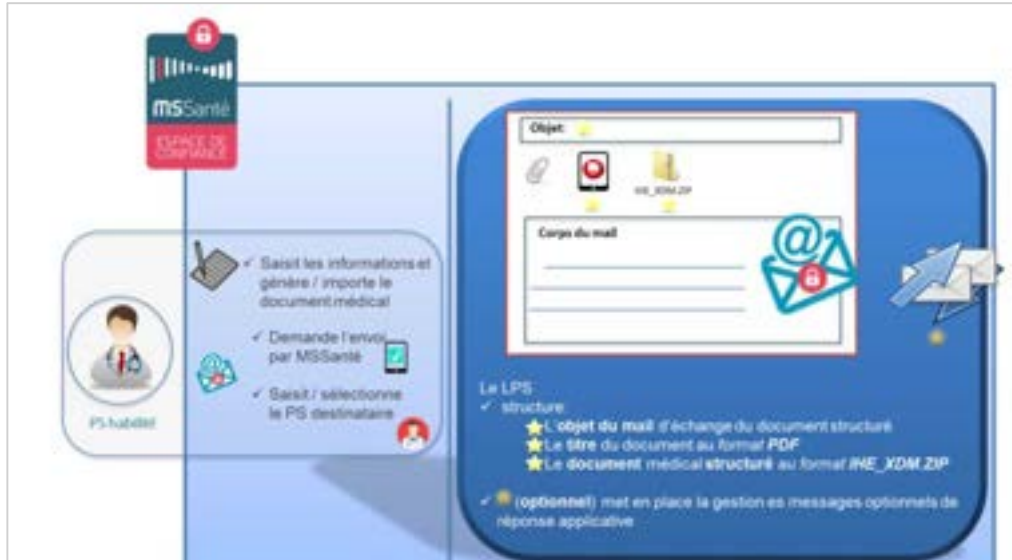 MSSanté
ESPACE DE
CONFIANCE
Objet:
IHE_XDM.ZIP
Corps du mail
✓ Saisit les informations et
génère / importe le
document médical
✓ Demande l'envoi
par MSSanté
✓ Saisit / sélectionne
le PS destinataire
PS habilité
Le LPS
✓ structure:
L'objet du mail d'échange du document structuré
Le titre du document au format PDF
Le document médical structuré au format IHE_XDM.ZIP
✓ (optionnel) met en place la gestion es messages optionnels de
réponse applicative